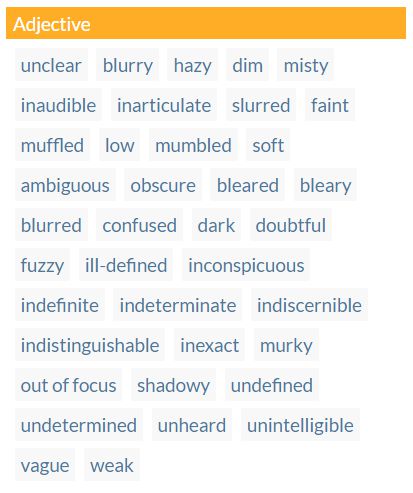 Adjective
unclear blurry hazy dim misty
inaudible inarticulate slurred faint
muffled low mumbled soft
ambiguous obscure bleared bleary
blurred confused dark doubtful
fuzzy ill-defined inconspicuous
indefinite indeterminate indiscernible
indistinguishable inexact murky
out of focus shadowy undefined
undetermined unheard unintelligible
vague weak